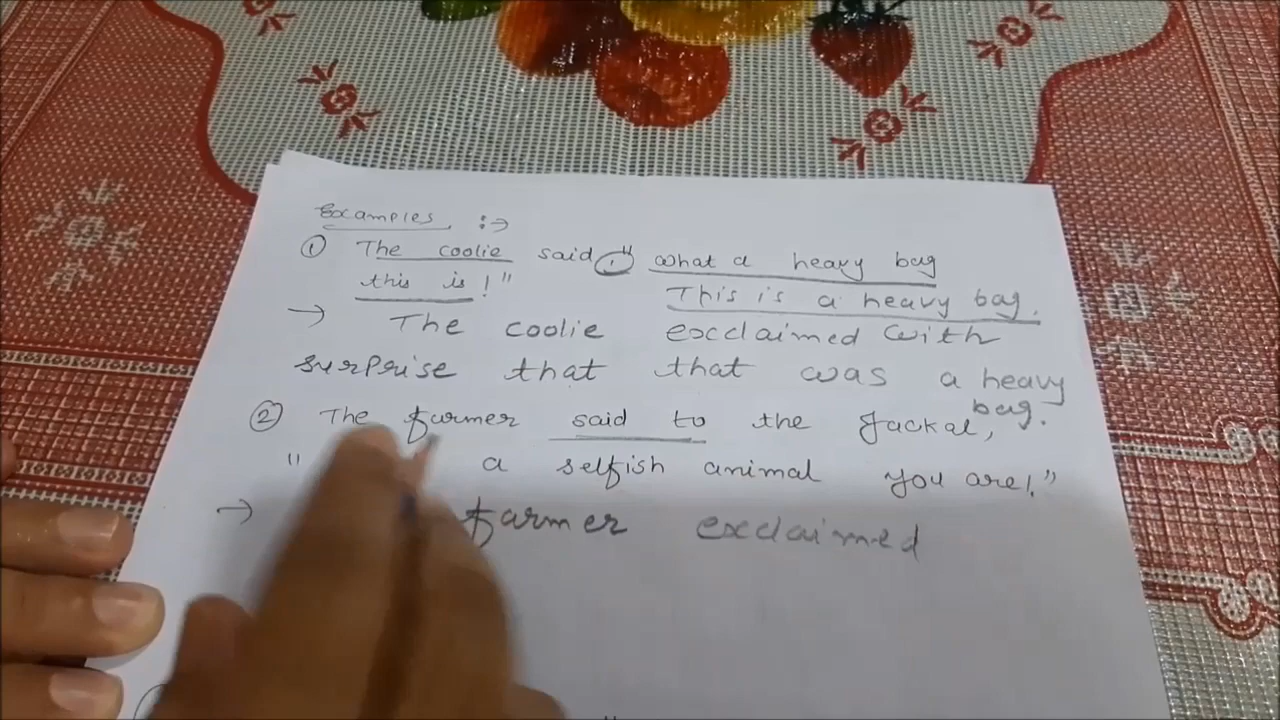 Examples :→
① The coolie said ① "what a heavy bag
this is!" This is a heavy bag.
→ The coolie exclaimed with
surprise that that was a heavy
bag.
② The farmer said to the Jackal,
" a selfish animal you are!"
→ farmer exclaimed